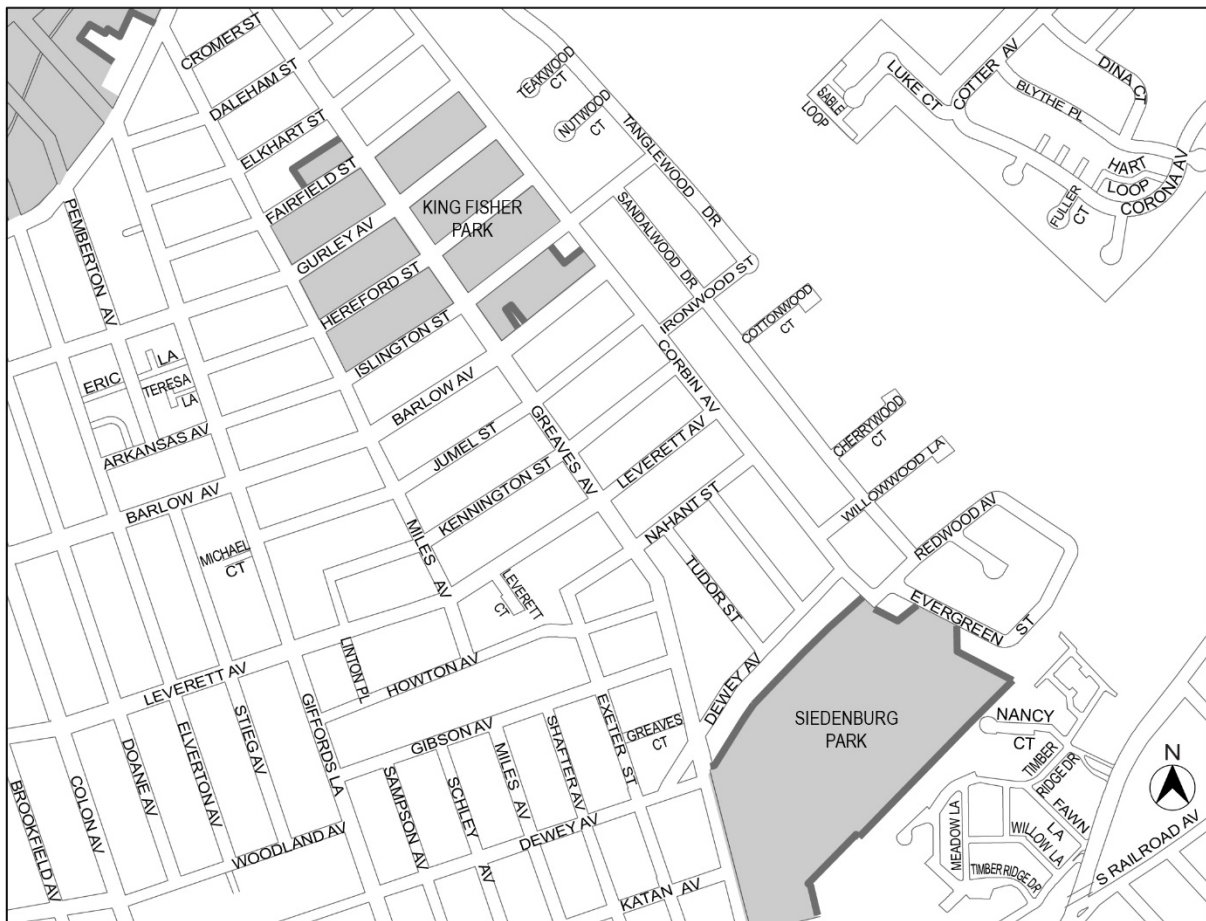 CROMER ST
DALEHAM ST
ELKHART ST
FAIRFIELD ST
GURLEY AV
HEREFORD ST
ISLINGTON ST
KING FISHER
PARK
TEAKWOOD
CT
NUTWOOD
CT
TANGLEWOOD DR
SANDALWOOD DR
IRONWOOD ST
COTTONWOOD
CT
CHERRYWOOD
CT
WILLOWWOOD LA
REDWOOD AV
EVERGREEN ST
SABLE
LOOP
LUKE CT
COTTER AV
DINA CT
BLYTHE PL
HART
LOOP
FULLER
CT
CORONA AV
PEMBERTON AV
ERIC LA
TERESA
LA
ARKANSAS AV
BARLOW AV
BARLOW AV
JUMEL ST
KENNINGTON ST
MILES AV
GREAVES AV
CORBIN AV
LEVERETT AV
NAHANT ST
TUDOR ST
MICHAEL
CT
LEVERETT
CT
LINTON PL
HOWTON AV
LEVERETT AV
GIFFORDS LA
GIBSON AV
DEWEY AV
SIEDENBURG
PARK
BROOKFIELD AV
COLON AV
DOANE AV
ELVERTON AV
STIEG AV
WOODLAND AV
SAMPSON AV
SCHLEY AV
MILES AV
SHAFTER AV
EXETER ST
GREAVES
CT
DEWEY AV
KATAN AV
NANCY
CT
TIMBER
RIDGE DR
FAWN
LA
WILLOW LA
MEADOW LA
TIMBER RIDGE DR
S RAILROAD AV
N